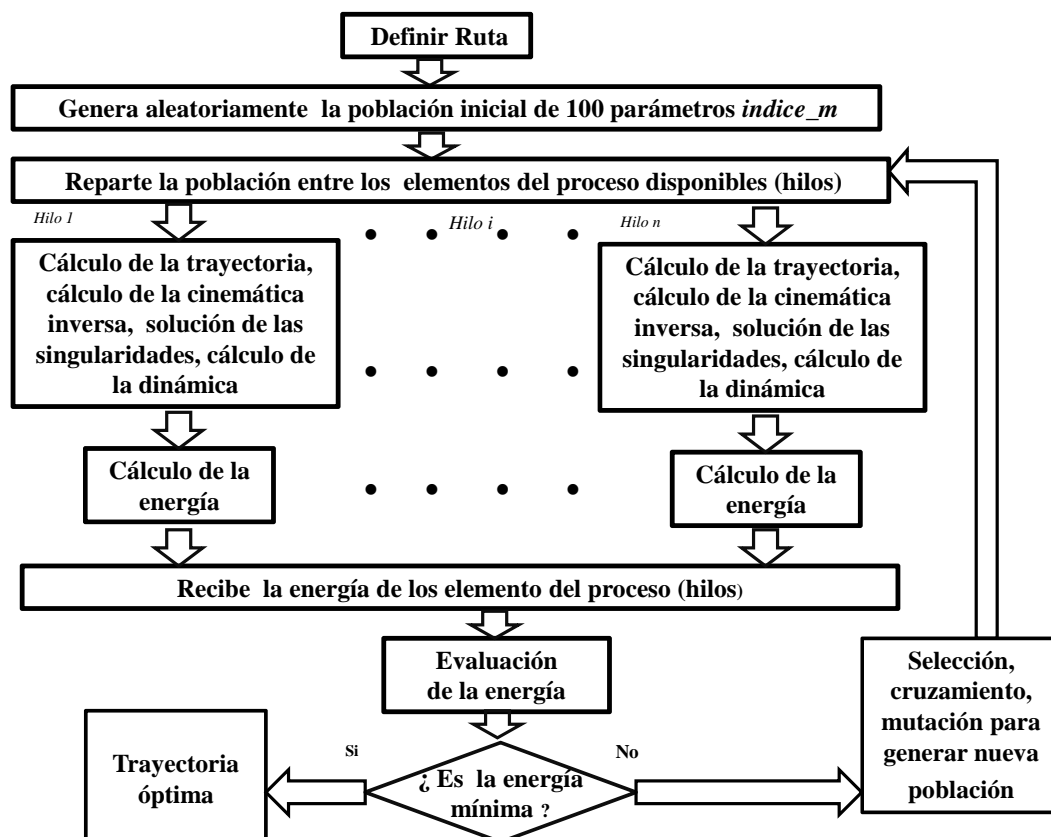 Definir Ruta
Genera aleatoriamente la población inicial de 100 parámetros indice_m
Reparte la población entre los elementos del proceso disponibles (hilos)
Hilo 1
Hilo i
Hilo n
Cálculo de la trayectoria,
cálculo de la cinemática
inversa, solución de las
singularidades, cálculo de
la dinámica
Cálculo de la trayectoria,
cálculo de la cinemática
inversa, solución de las
singularidades, cálculo de
la dinámica
Cálculo de la
energía
Cálculo de la
energía
Recibe la energía de los elemento del proceso (hilos)
Evaluación
de la energía
Selección,
cruzamiento,
mutación para
generar nueva
población
Si
No
Trayectoria
óptima
¿ Es la energía
mínima ?